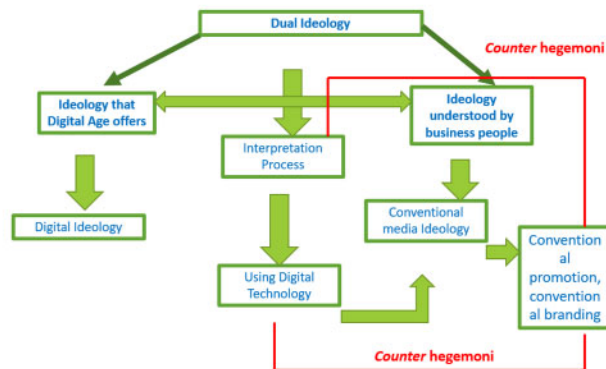 Dual Ideology
Counter hegemoni
Ideology that
Digital Age offers
Ideology
understood by
business people
Interpretation
Process
Digital Ideology
Conventional
media Ideology
Convention
al
promotion,
convention
al branding
Using Digital
Technology
Counter hegemoni